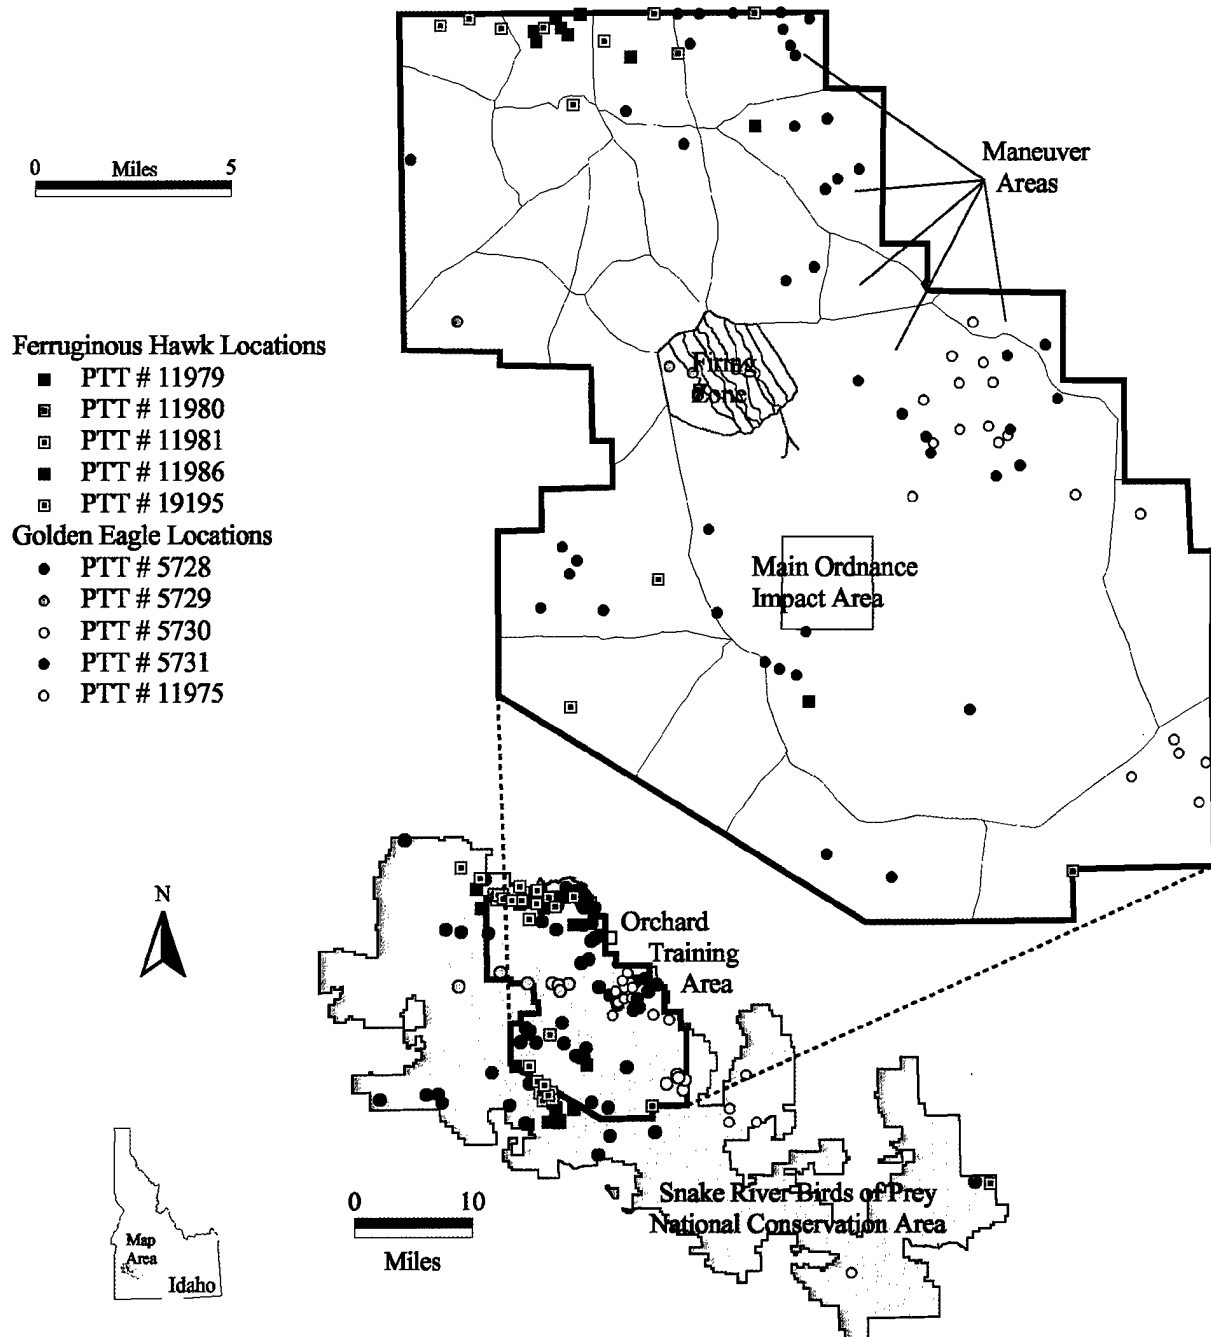 0 Miles 5
Maneuver
Areas
Ferruginous Hawk Locations
PTT # 11979
PTT # 11980
PTT # 11981
PTT # 11986
PTT # 19195
Golden Eagle Locations
PTT # 5728
PTT # 5729
PTT # 5730
PTT # 5731
PTT # 11975
Firing
Zone
Main Ordnance
Impact Area
N
Orchard
Training
Area
Snake River Birds of Prey
National Conservation Area
0 10
Miles
Map
Area
Idaho